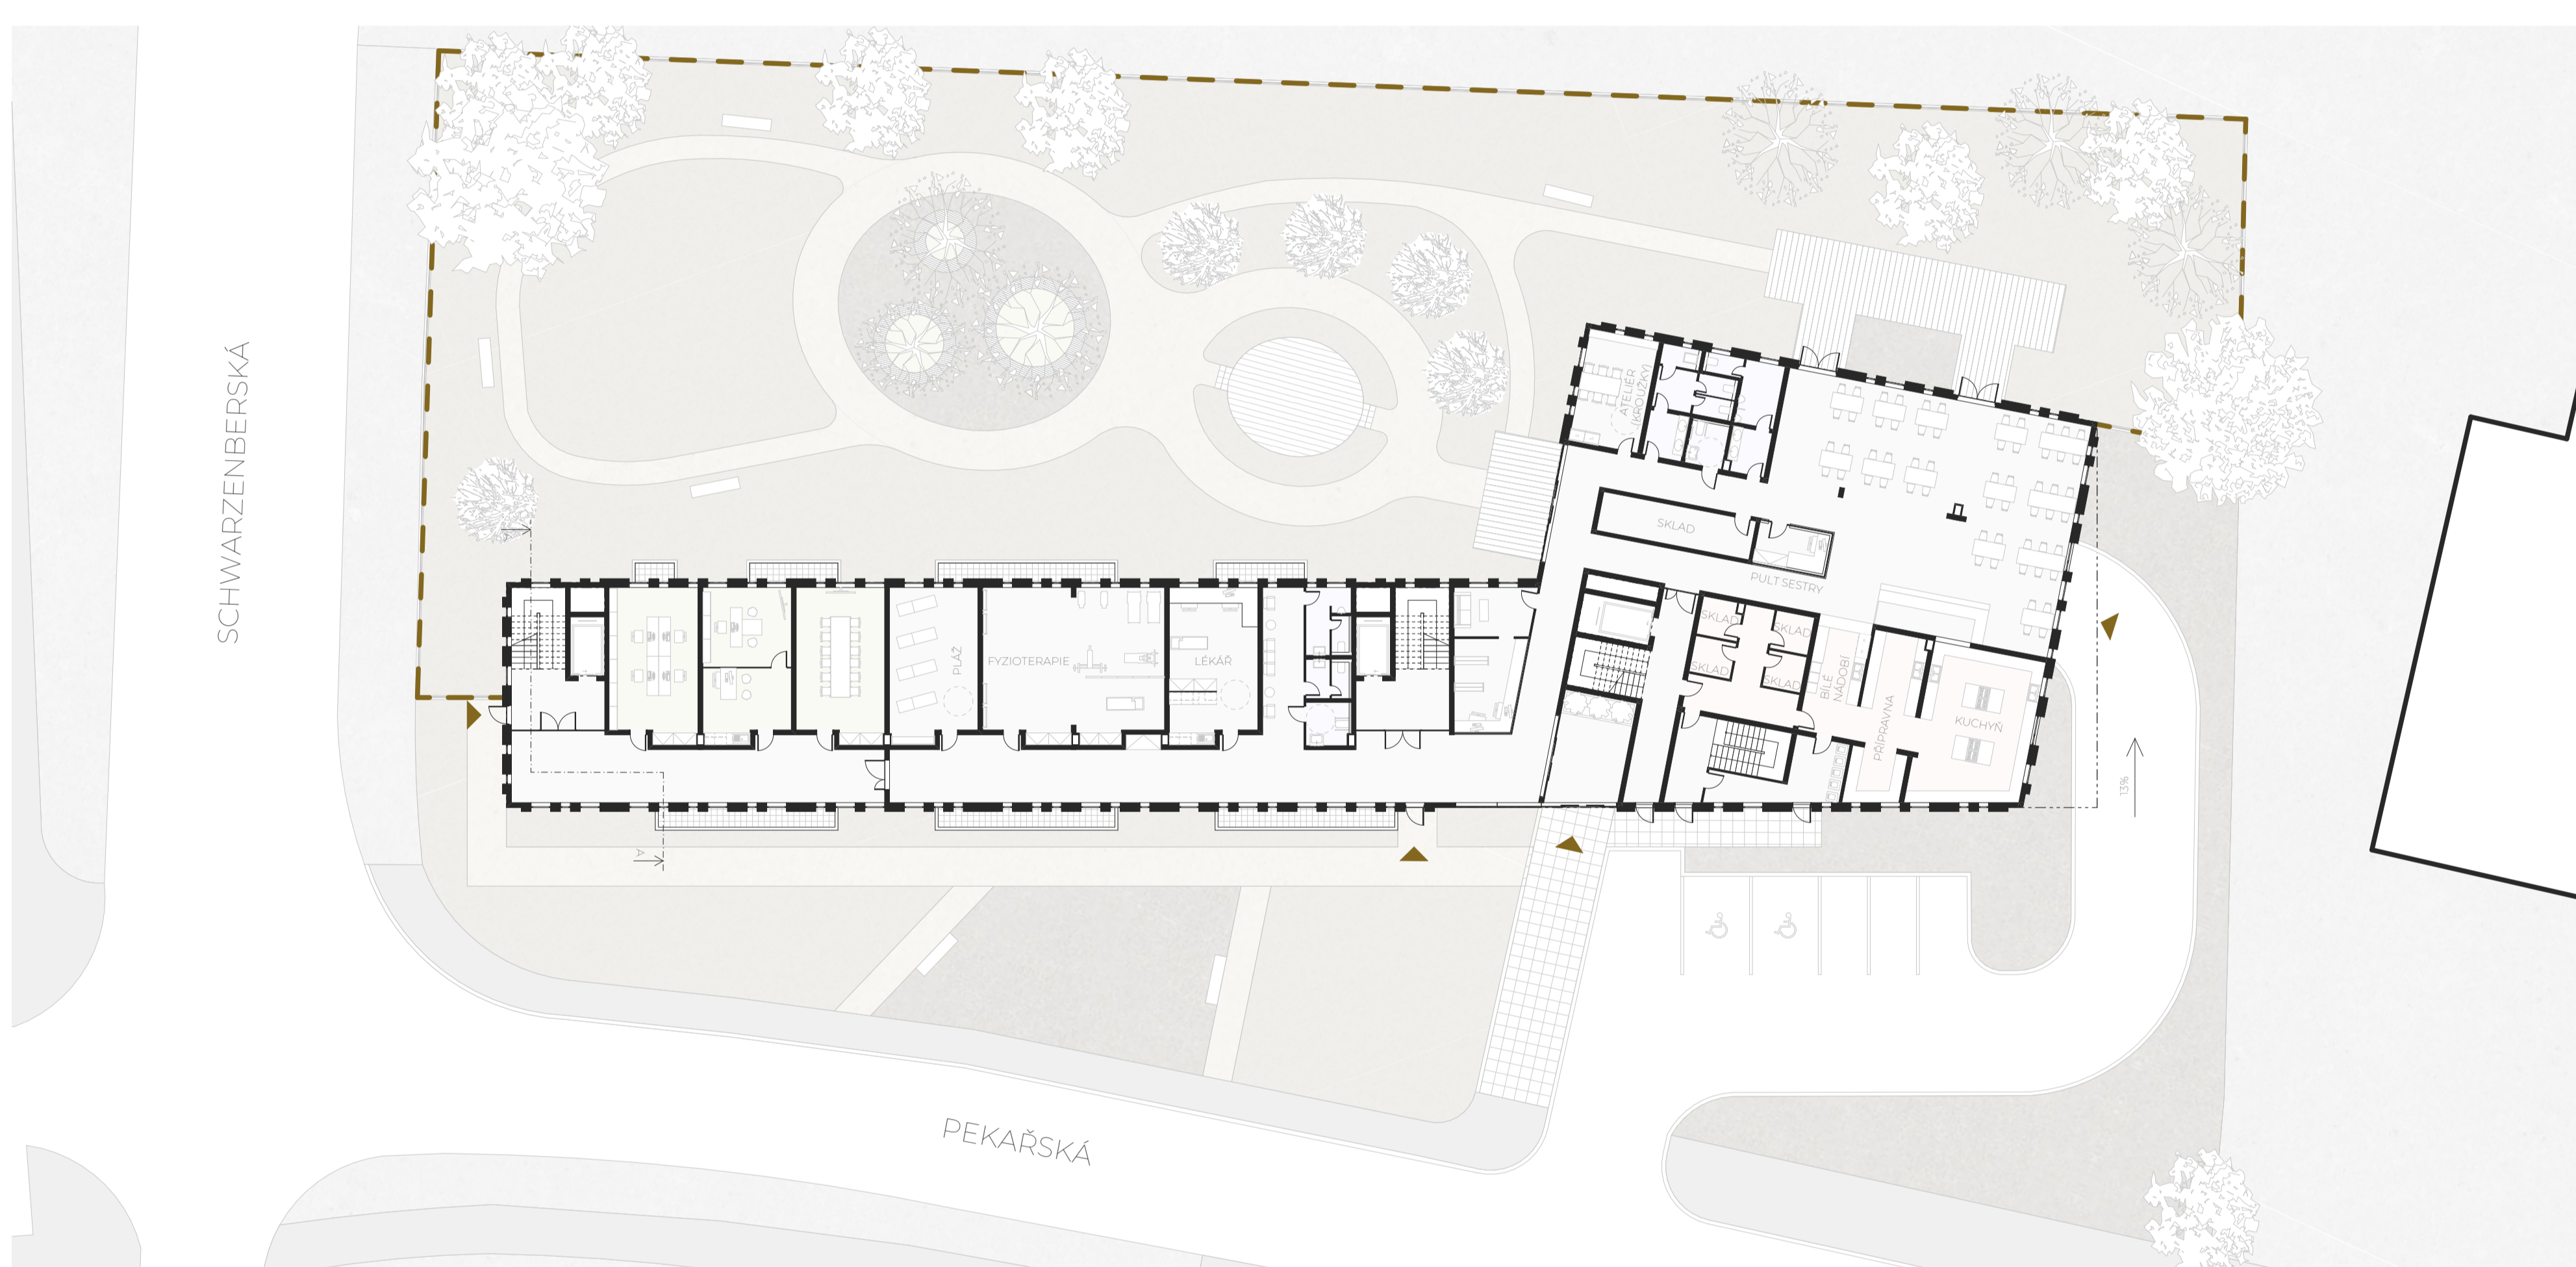 SCHWARZENBERSKÁ
ATELIÉR
(KROUŽKY)
SKLAD
PULT SESTRY
PLÁŽ
FYZIOTERAPIE
LÉKAŘ
SKLAD
SKLAD
SKLAD
SKLAD
BÍLÉ
NÁDOBÍ
PŘÍPRAVNA
KUCHYŇ
13%
A
PEKAŘSKÁ